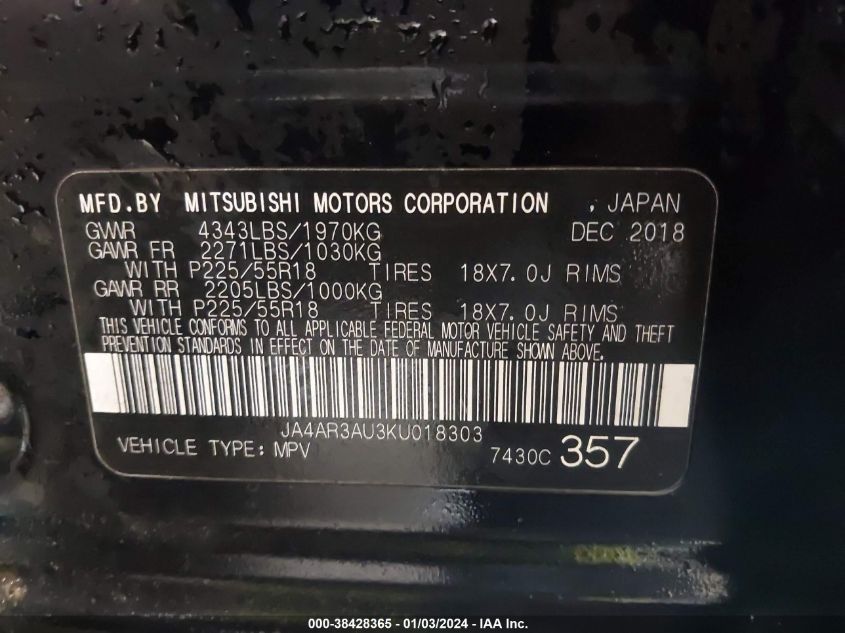 MFD.BY MITSUBISHI MOTORS CORPORATION , JAPAN
GVWR 4343LBS/1970KG DEC 2018
GAWR FR 2271LBS/1030KG
WITH P225/55R18 TIRES 18X7.0J RIMS
GAWR RR 2205LBS/1000KG
WITH P225/55R18 TIRES 18X7.0J RIMS
THIS VEHICLE CONFORMS TO ALL APPLICABLE FEDERAL MOTOR VEHICLE SAFETY AND THEFT
PREVENTION STANDARDS IN EFFECT ON THE DATE OF MANUFACTURE SHOWN ABOVE.
JA4AR3AU3KU018303
VEHICLE TYPE: MPV 7430C 357
000-38428365 - 01/03/2024 - IAA Inc.